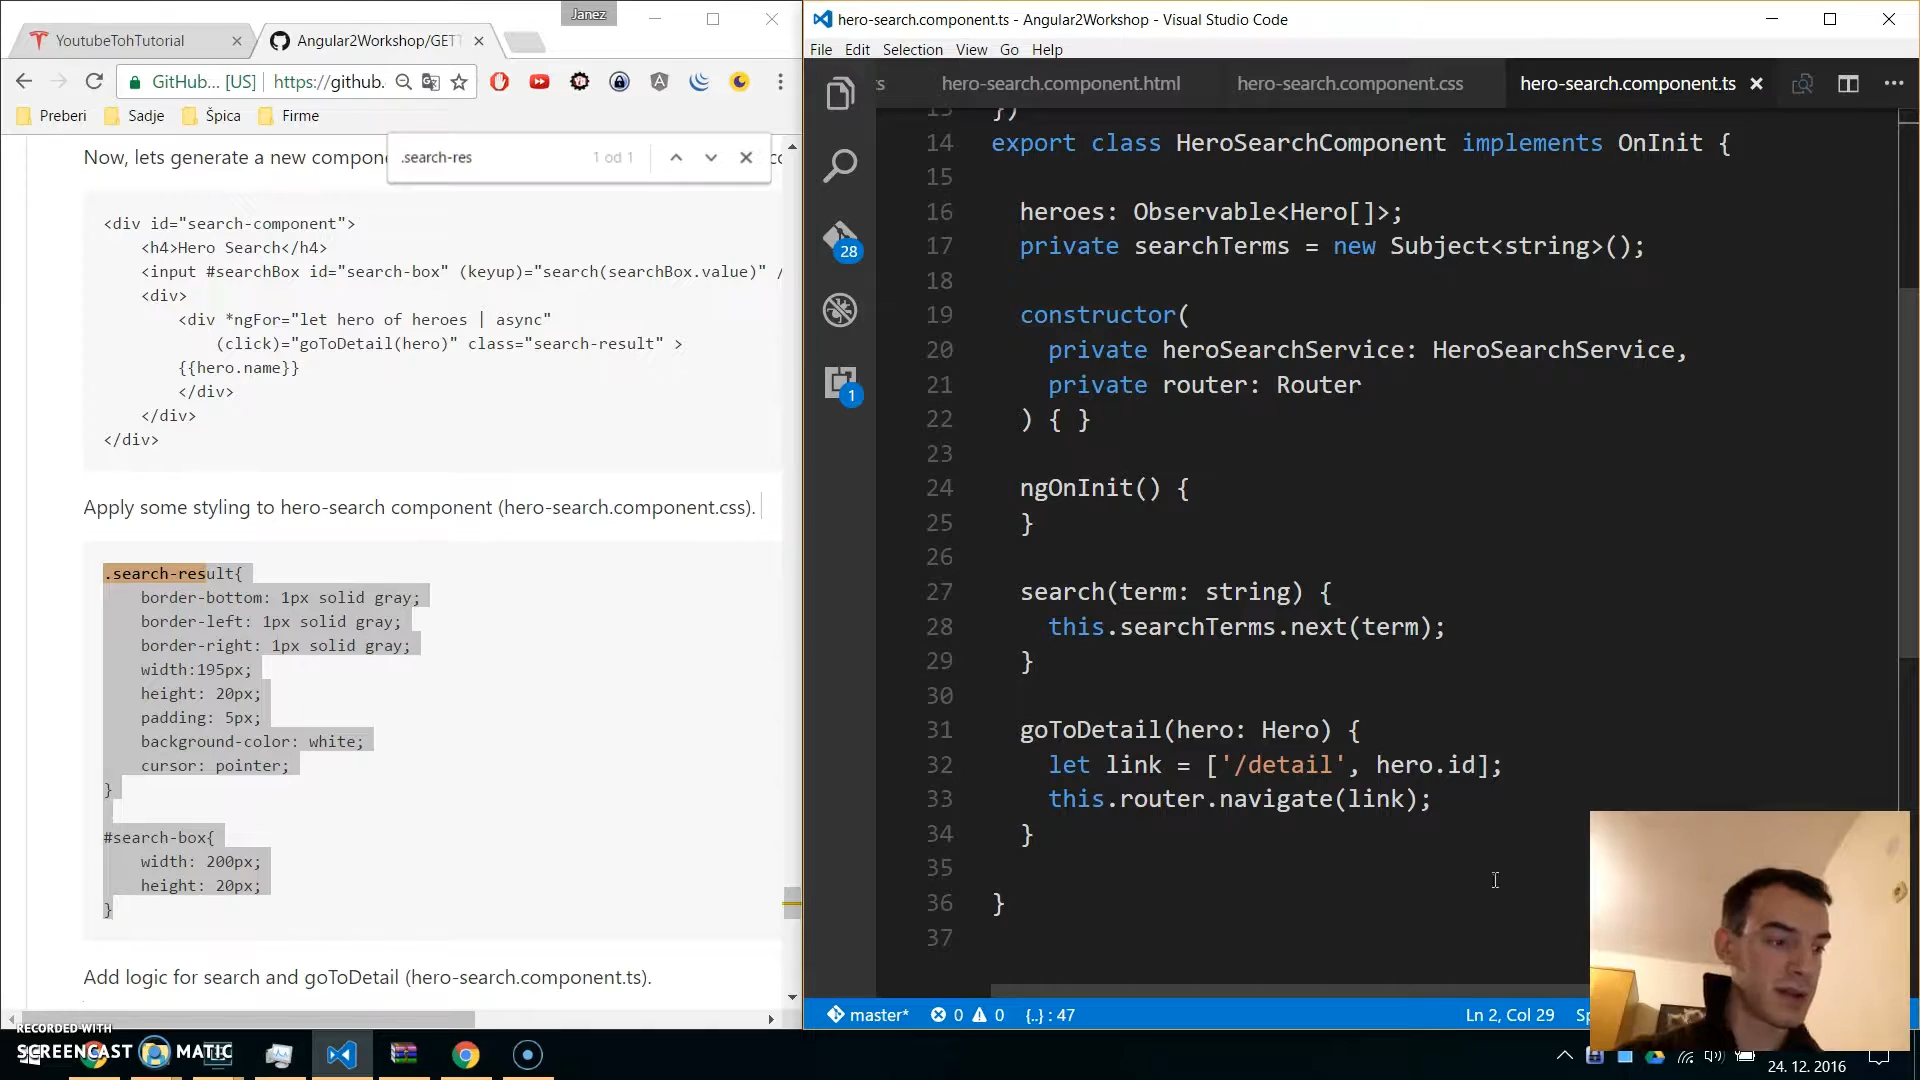 Janez
YoutubeTohTutorial
Angular2Workshop/GET
GitHub... [US]
https://github.
Preberi
Sadje
Špica
Firme
Now, lets generate a new compone
.search-res
1 od 1
<div id="search-component">
<h4>Hero Search</h4>
<input #searchBox id="search-box" (keyup)="search(searchBox.value)" /
<div>
<div *ngFor="let hero of heroes | async"
(click)="goToDetail(hero)" class="search-result" >
{{hero.name}}
</div>
</div>
</div>
Apply some styling to hero-search component (hero-search.component.css).
.search-result{
border-bottom: 1px solid gray;
border-left: 1px solid gray;
border-right: 1px solid gray;
width:195px;
height: 20px;
padding: 5px;
background-color: white;
cursor: pointer;
}
#search-box{
width: 200px;
height: 20px;
}
Add logic for search and goToDetail (hero-search.component.ts).
hero-search.component.ts - Angular2Workshop - Visual Studio Code
File Edit Selection View Go Help
ts
hero-search.component.html
hero-search.component.css
hero-search.component.ts
28
1
13 })
14 export class HeroSearchComponent implements OnInit {
15
16 heroes: Observable<Hero[]>;
17 private searchTerms = new Subject<string>();
18
19 constructor(
20 private heroSearchService: HeroSearchService,
21 private router: Router
22 ) { }
23
24 ngOnInit() {
25 }
26
27 search(term: string) {
28 this.searchTerms.next(term);
29 }
30
31 goToDetail(hero: Hero) {
32 let link = ['/detail', hero.id];
33 this.router.navigate(link);
34 }
35
36 }
37
master*
0
0
{..} : 47
Ln 2, Col 29
Sp
RECORDED WITH
SCREENCAST MATIC
24. 12. 2016